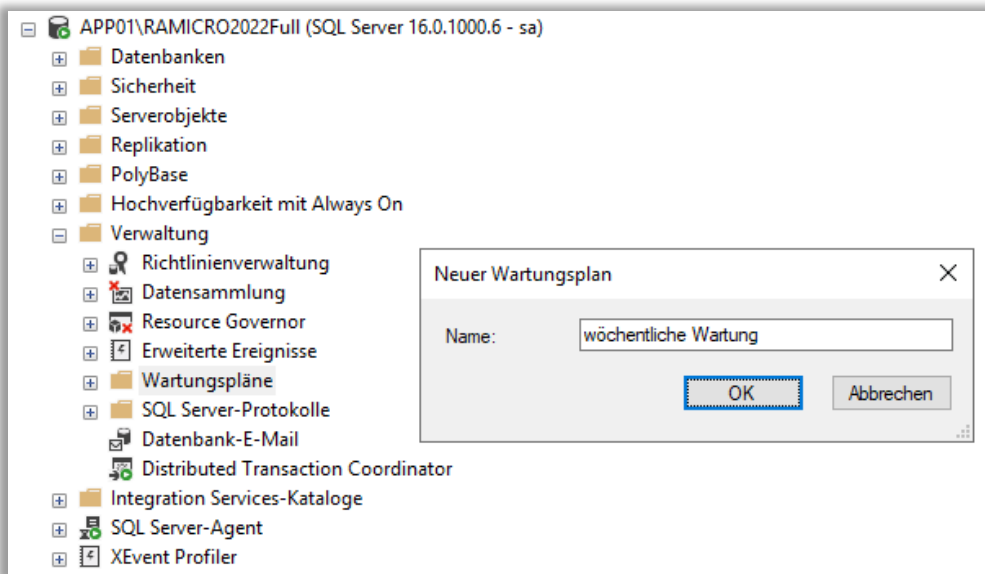 APP01\RAMICRO2022Full (SQL Server 16.0.1000.6 - sa)
Datenbanken
Sicherheit
Serverobjekte
Replikation
PolyBase
Hochverfügbarkeit mit Always On
Verwaltung
Richtlinienverwaltung
Datensammlung
Resource Governor
Erweiterte Ereignisse
Wartungspläne
SQL Server-Protokolle
Datenbank-E-Mail
Distributed Transaction Coordinator
Integration Services-Kataloge
SQL Server-Agent
XEvent Profiler
Neuer Wartungsplan
Name: wöchentliche Wartung
OK Abbrechen